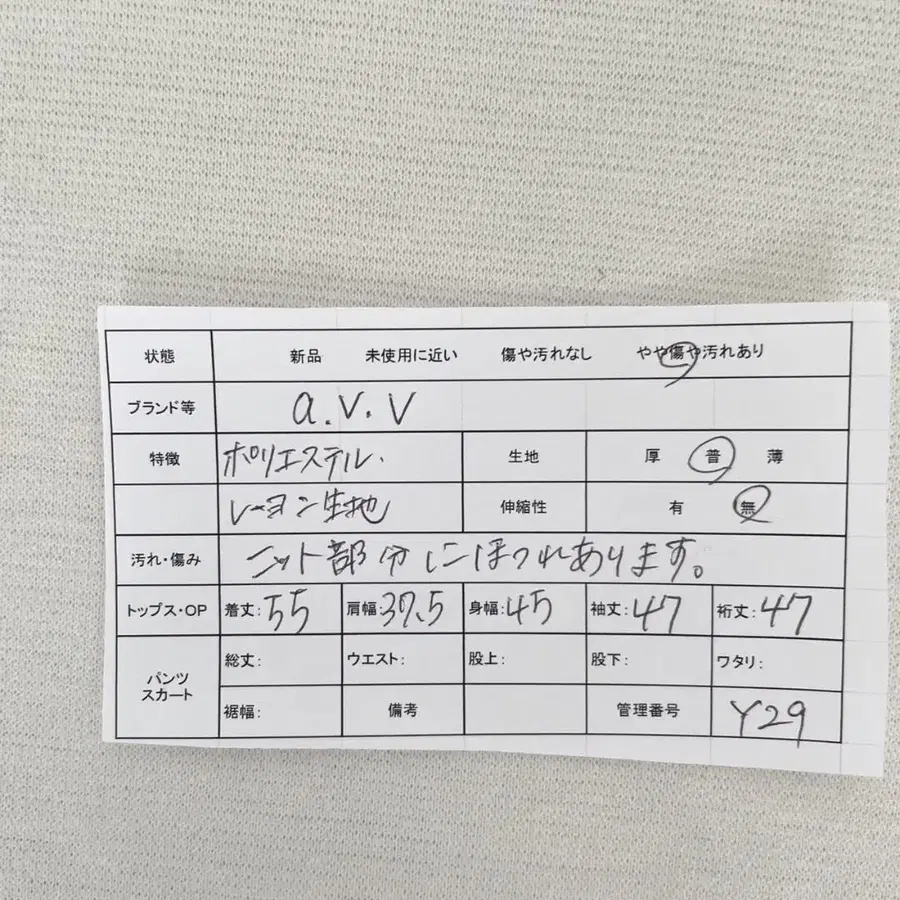 状態 新品 未使用に近い 傷や汚れなし やや傷や汚れあり
ブランド等 a.v.v
特徴 ポリエステル・ 生地 厚 普 薄
レーヨン生地 伸縮性 有 無
汚れ・傷み ニット部分にほつれあります。
トップス・OP 着丈:55 肩幅:37.5 身幅:45 袖丈:47 裄丈:47
パンツ スカート 総丈: ウエスト: 股上: 股下: ワタリ:
裾幅: 備考 管理番号 Y29